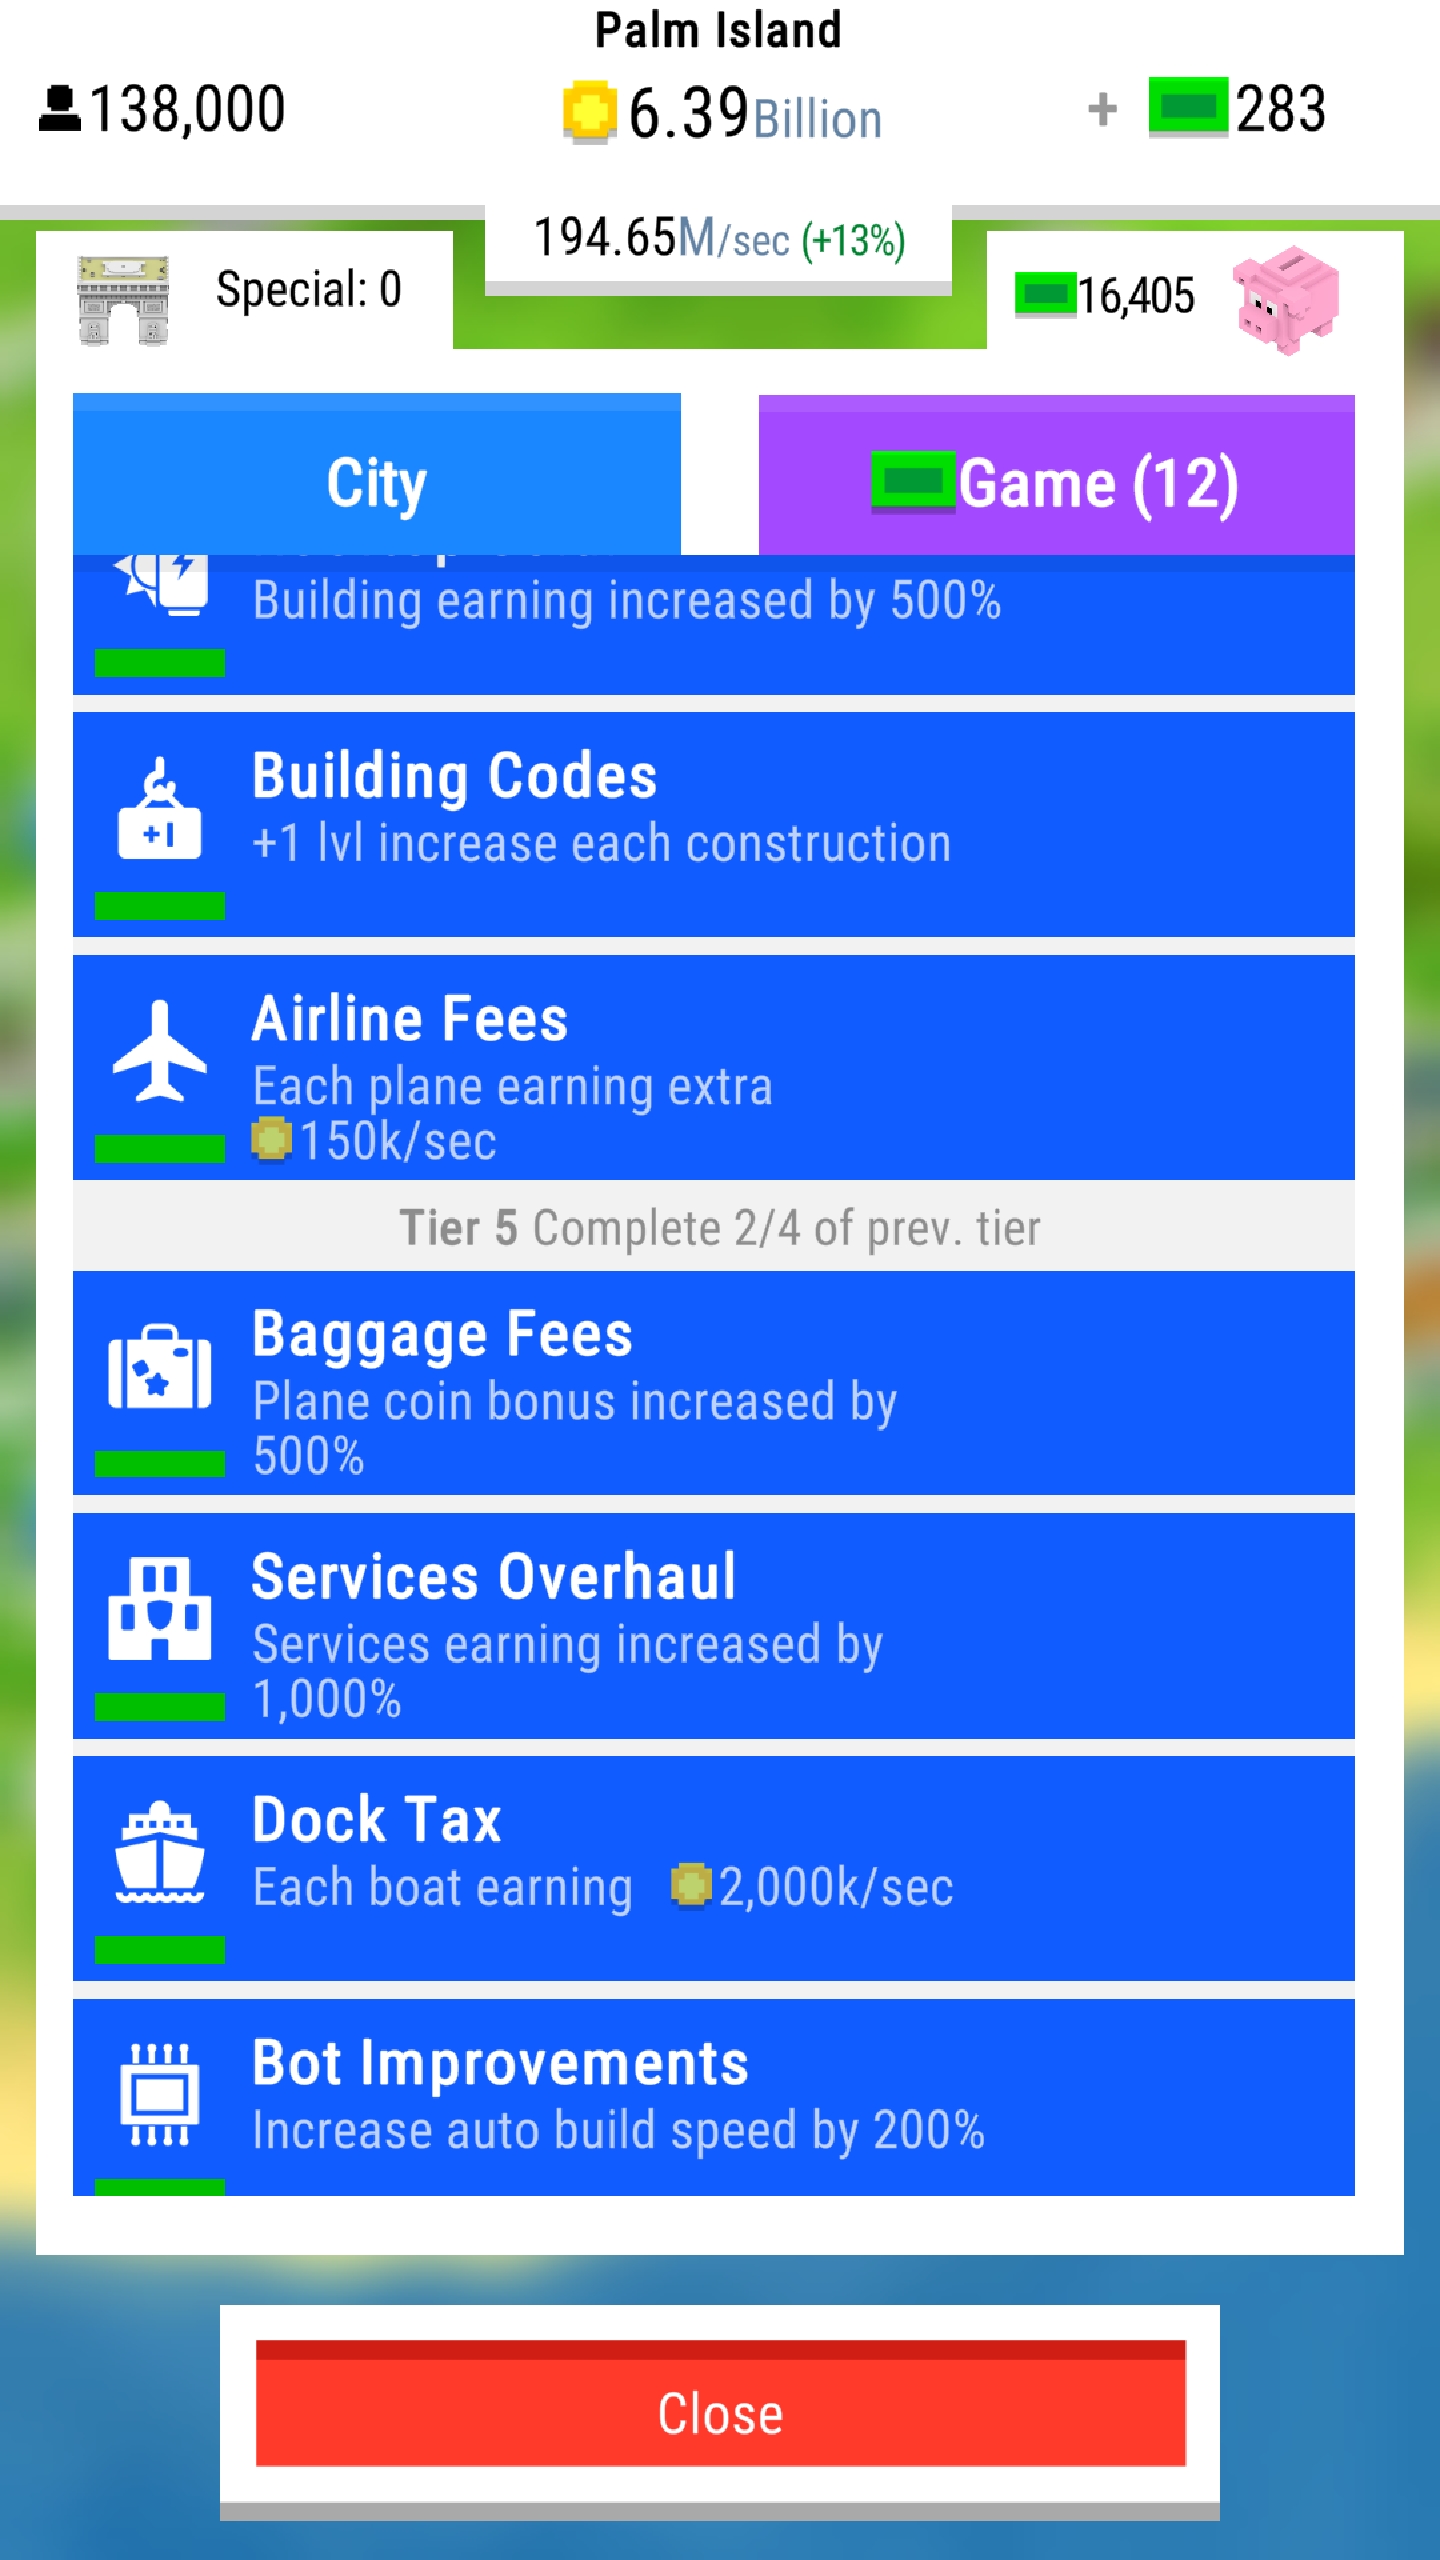 Palm Island
138,000
6.39Billion
+ 283
194.65M/sec (+13%)
Special: 0
16,405
City
Game (12)
Building earning increased by 500%
Building Codes
+1 lvl increase each construction
+1
Airline Fees
Each plane earning extra
150k/sec
Tier 5 Complete 2/4 of prev. tier
Baggage Fees
Plane coin bonus increased by
500%
Services Overhaul
Services earning increased by
1,000%
Dock Tax
Each boat earning 2,000k/sec
Bot Improvements
Increase auto build speed by 200%
Close